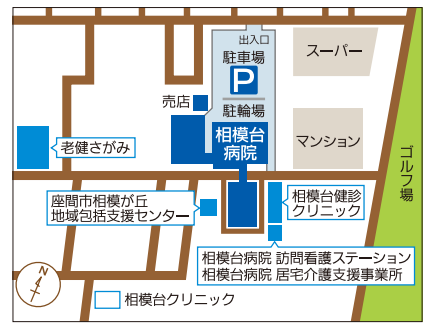 出入口
駐車場
P
スーパー
売店
駐輪場
相模台
病院
マンション
老健さがみ
ゴルフ場
座間市相模が丘
地域包括支援センター
相模台健診
クリニック
相模台病院 訪問看護ステーション
相模台病院 居宅介護支援事業所
N
相模台クリニック